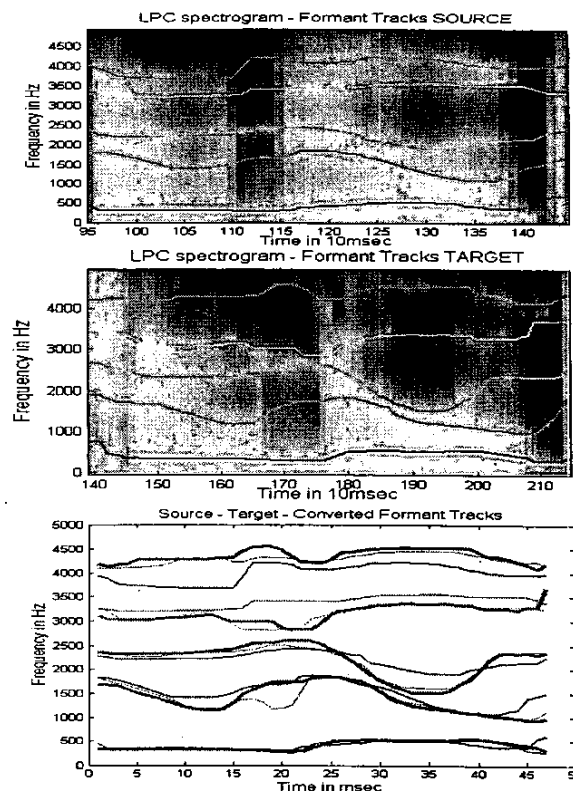 LPC spectrogram - Formant Tracks SOURCE
Frequency in Hz
4500
4000
3500
3000
2500
2000
1500
1000
500
0
95 100 105 110 115 120 125 130 135 140
Time in 10msec
LPC spectrogram - Formant Tracks TARGET
Frequency in Hz
4000
3000
2000
1000
0
140 150 160 170 180 190 200 210
Time in 10msec
Source - Target - Converted Formant Tracks
Frequency in Hz
5000
4500
4000
3500
3000
2500
2000
1500
1000
500
0
0 5 10 15 20 25 30 35 40 45
Time in msec